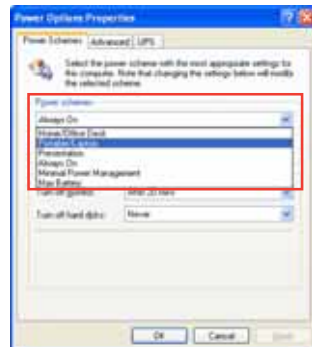 Power Options Properties
Power Schemes Advanced UPS
Select the power scheme with the most appropriate settings for
this computer. Note that changing the settings below will modify
the selected scheme.
Power schemes
Always On
Home/Office Desk
Portable/Laptop
Presentation
Always On
Minimal Power Management
Max Battery
Turn off monitor: After 20 mins
Turn off hard disks: Never
OK Cancel Apply